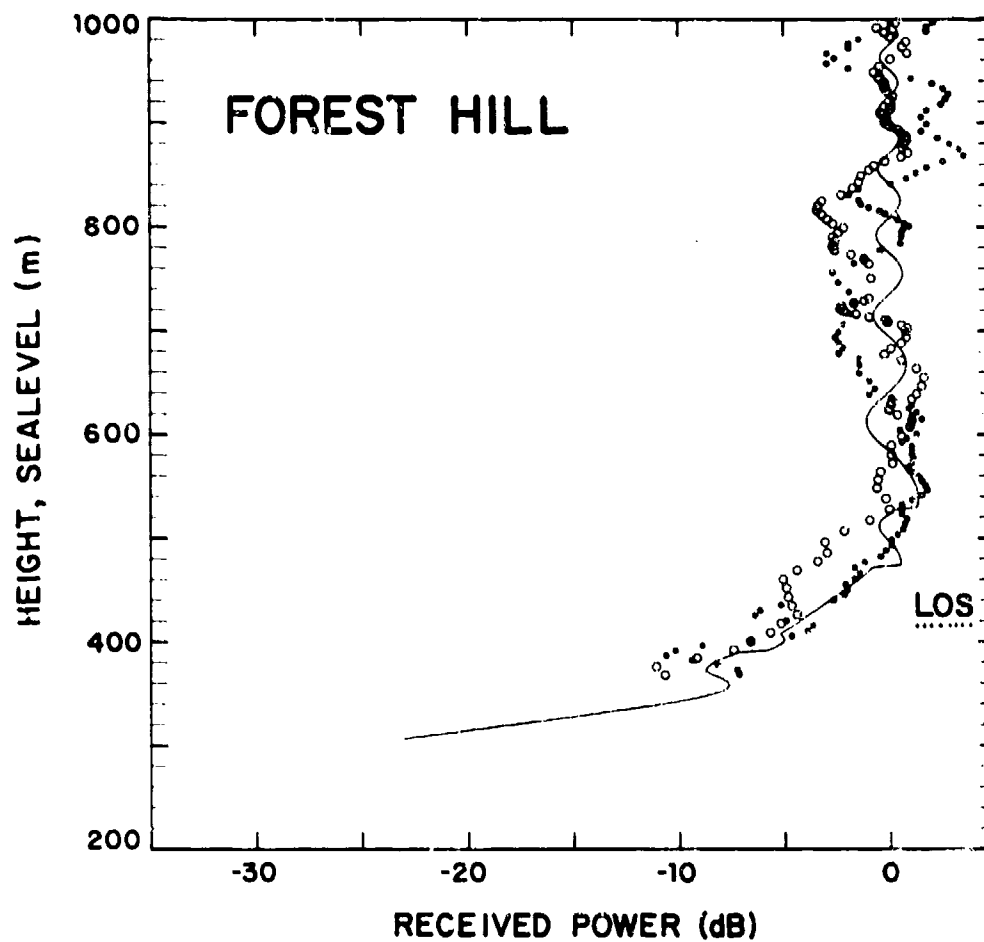 1000
FOREST HILL
800
HEIGHT, SEALEVEL (m)
600
LOS
400
200
-30 -20 -10 0
RECEIVED POWER (dB)